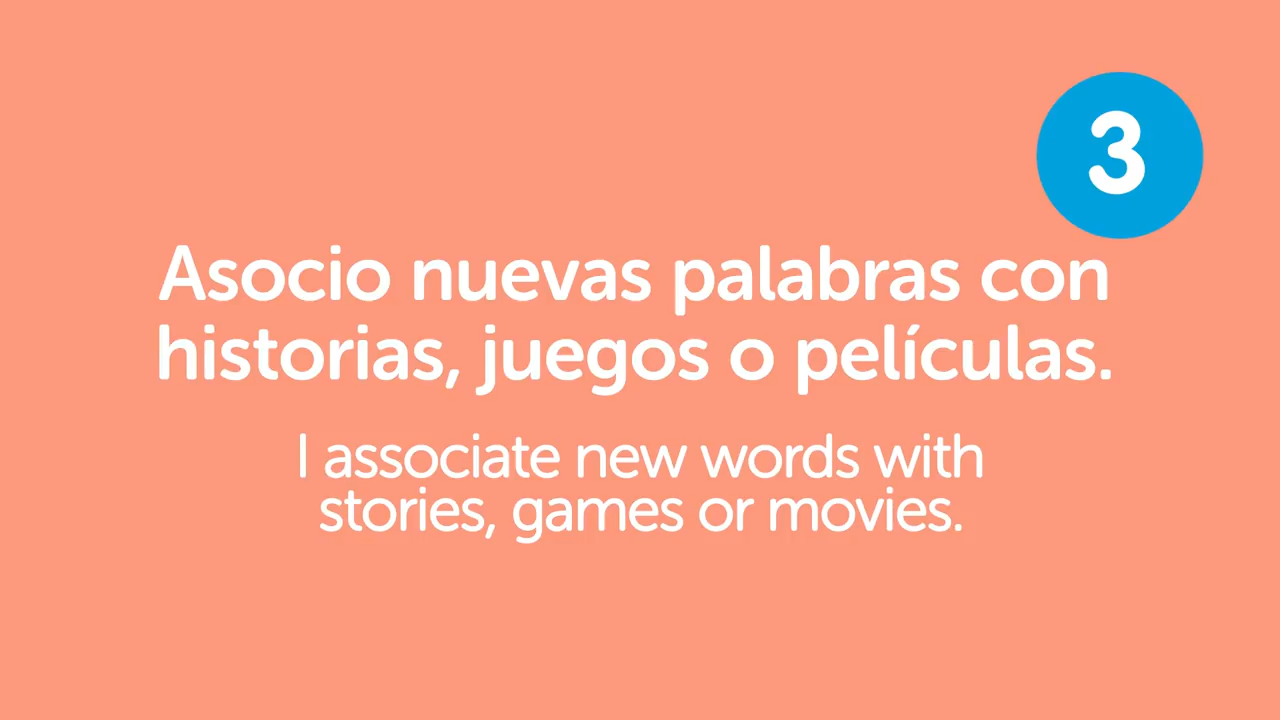 3
Asocio nuevas palabras con
historias, juegos o películas.
I associate new words with
stories, games or movies.